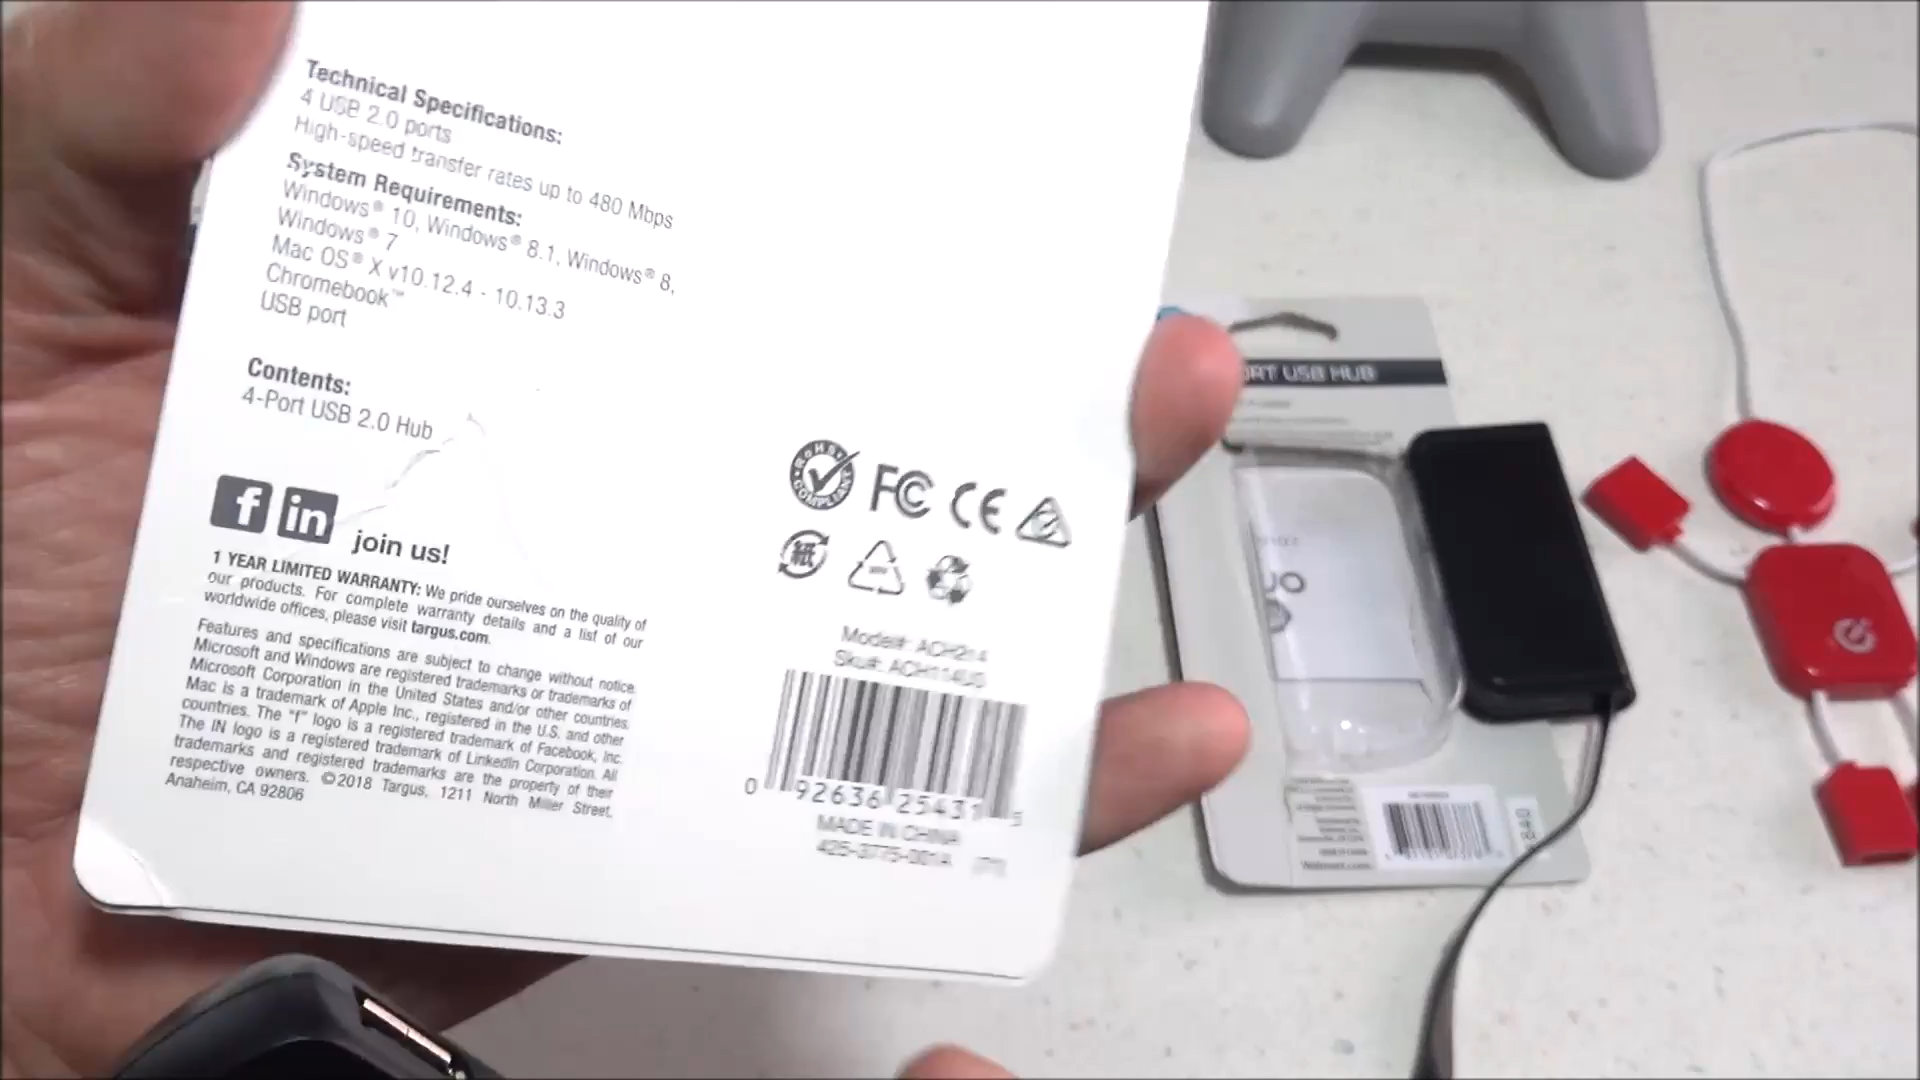 Technical Specifications:
4 USB 2.0 ports
High-speed transfer rates up to 480 Mbps
System Requirements:
Windows® 10, Windows® 8.1, Windows® 8,
Windows® 7
Mac OS® X v10.12.4 - 10.13.3
Chromebook™
USB port
Contents:
4-Port USB 2.0 Hub
f in join us!
1 YEAR LIMITED WARRANTY: We pride ourselves on the quality of
our products. For complete warranty details and a list of our
worldwide offices, please visit targus.com.
Features and specifications are subject to change without notice.
Microsoft and Windows are registered trademarks or trademarks of
Microsoft Corporation in the United States and/or other countries.
Mac is a trademark of Apple Inc., registered in the U.S. and other
countries. The "f" logo is a registered trademark of Facebook, Inc.
The IN logo is a registered trademark of LinkedIn Corporation. All
trademarks and registered trademarks are the property of their
respective owners. ©2018 Targus, 1211 North Miller Street,
Anaheim, CA 92806
RoHS COMPLIANT
FC CE
紙
Model#: ACH214
Sku#: ACH114US
0 92636 25431 5
MADE IN CHINA
425-3775-001A
USB HUB